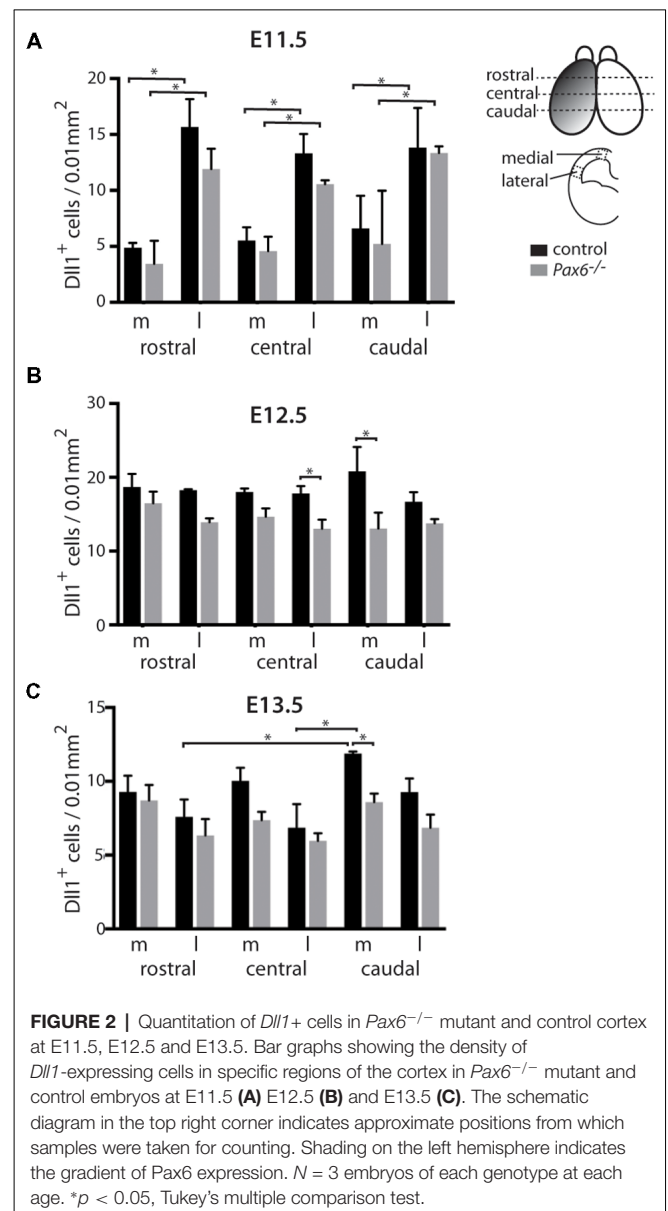 A
E11.5
Dll1+ cells / 0.01mm2
20
15
10
5
0
* * * * * *
m l m l m l
rostral central caudal
rostral
central
caudal
medial
lateral
control
Pax6-/-
B
E12.5
Dll1+ cells / 0.01mm2
30
20
10
0
* *
m l m l m l
rostral central caudal
C
E13.5
Dll1+ cells / 0.01mm2
15
10
5
0
* * *
m l m l m l
rostral central caudal
FIGURE 2 | Quantitation of Dll1+ cells in Pax6−/− mutant and control cortex
at E11.5, E12.5 and E13.5. Bar graphs showing the density of
Dll1-expressing cells in specific regions of the cortex in Pax6−/− mutant and
control embryos at E11.5 (A) E12.5 (B) and E13.5 (C). The schematic
diagram in the top right corner indicates approximate positions from which
samples were taken for counting. Shading on the left hemisphere indicates
the gradient of Pax6 expression. N = 3 embryos of each genotype at each
age. *p < 0.05, Tukey's multiple comparison test.